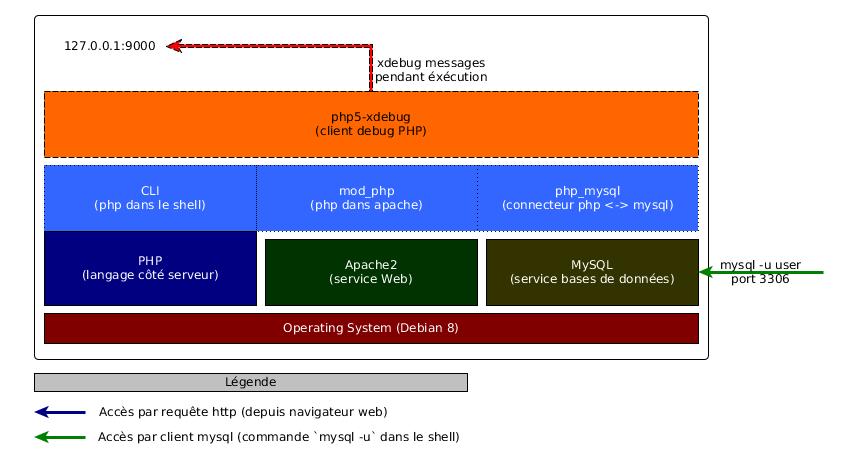 127.0.0.1:9000
xdebug messages
pendant éxécution
php5-xdebug
(client debug PHP)
CLI
(php dans le shell)
mod_php
(php dans apache)
php_mysql
(connecteur php <-> mysql)
PHP
(langage côté serveur)
Apache2
(service Web)
MySQL
(service bases de données)
mysql -u user
port 3306
Operating System (Debian 8)
Légende
Accès par requête http (depuis navigateur web)
Accès par client mysql (commande `mysql -u` dans le shell)